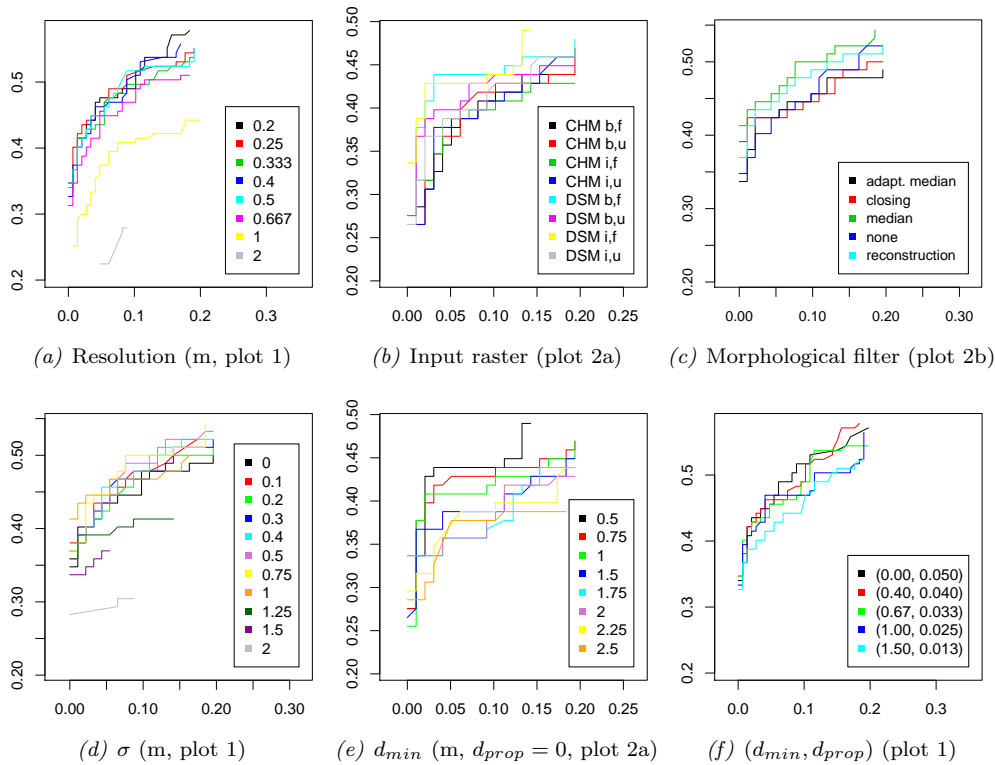 0.2 0.3 0.4 0.5
0.2
0.25
0.333
0.4
0.5
0.667
1
2
0.0 0.1 0.2 0.3
(a) Resolution (m, plot 1)
0.20 0.25 0.30 0.35 0.40 0.45 0.50
CHM b,f
CHM b,u
CHM i,f
CHM i,u
DSM b,f
DSM b,u
DSM i,f
DSM i,u
0.00 0.05 0.10 0.15 0.20 0.25
(b) Input raster (plot 2a)
0.20 0.30 0.40 0.50
adapt. median
closing
median
none
reconstruction
0.00 0.10 0.20 0.30
(c) Morphological filter (plot 2b)
0.20 0.30 0.40 0.50
0
0.1
0.2
0.3
0.4
0.5
0.75
1
1.25
1.5
2
0.00 0.10 0.20 0.30
(d) σ (m, plot 1)
0.20 0.25 0.30 0.35 0.40 0.45 0.50
0.5
0.75
1
1.5
1.75
2
2.25
2.5
0.00 0.05 0.10 0.15 0.20 0.25
(e) dmin (m, dprop = 0, plot 2a)
0.2 0.3 0.4 0.5
(0.00, 0.050)
(0.40, 0.040)
(0.67, 0.033)
(1.00, 0.025)
(1.50, 0.013)
0.0 0.1 0.2 0.3
(f) (dmin, dprop) (plot 1)